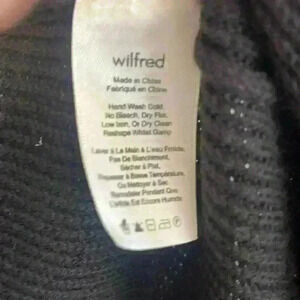 wilfred
Made in China
Fabriqué en Chine
Hand Wash Cold
No Bleach, Dry Flat,
Low Iron, Or Dry Clean
Reshape Whilst Damp
Laver à La Main à L'eau Froide,
Pas De Blanchiment,
Sécher à Plat,
Repasser à Basse Température,
Ou Nettoyer à Sec
Remodeler Pendant Que
L'article Est Encore Humide